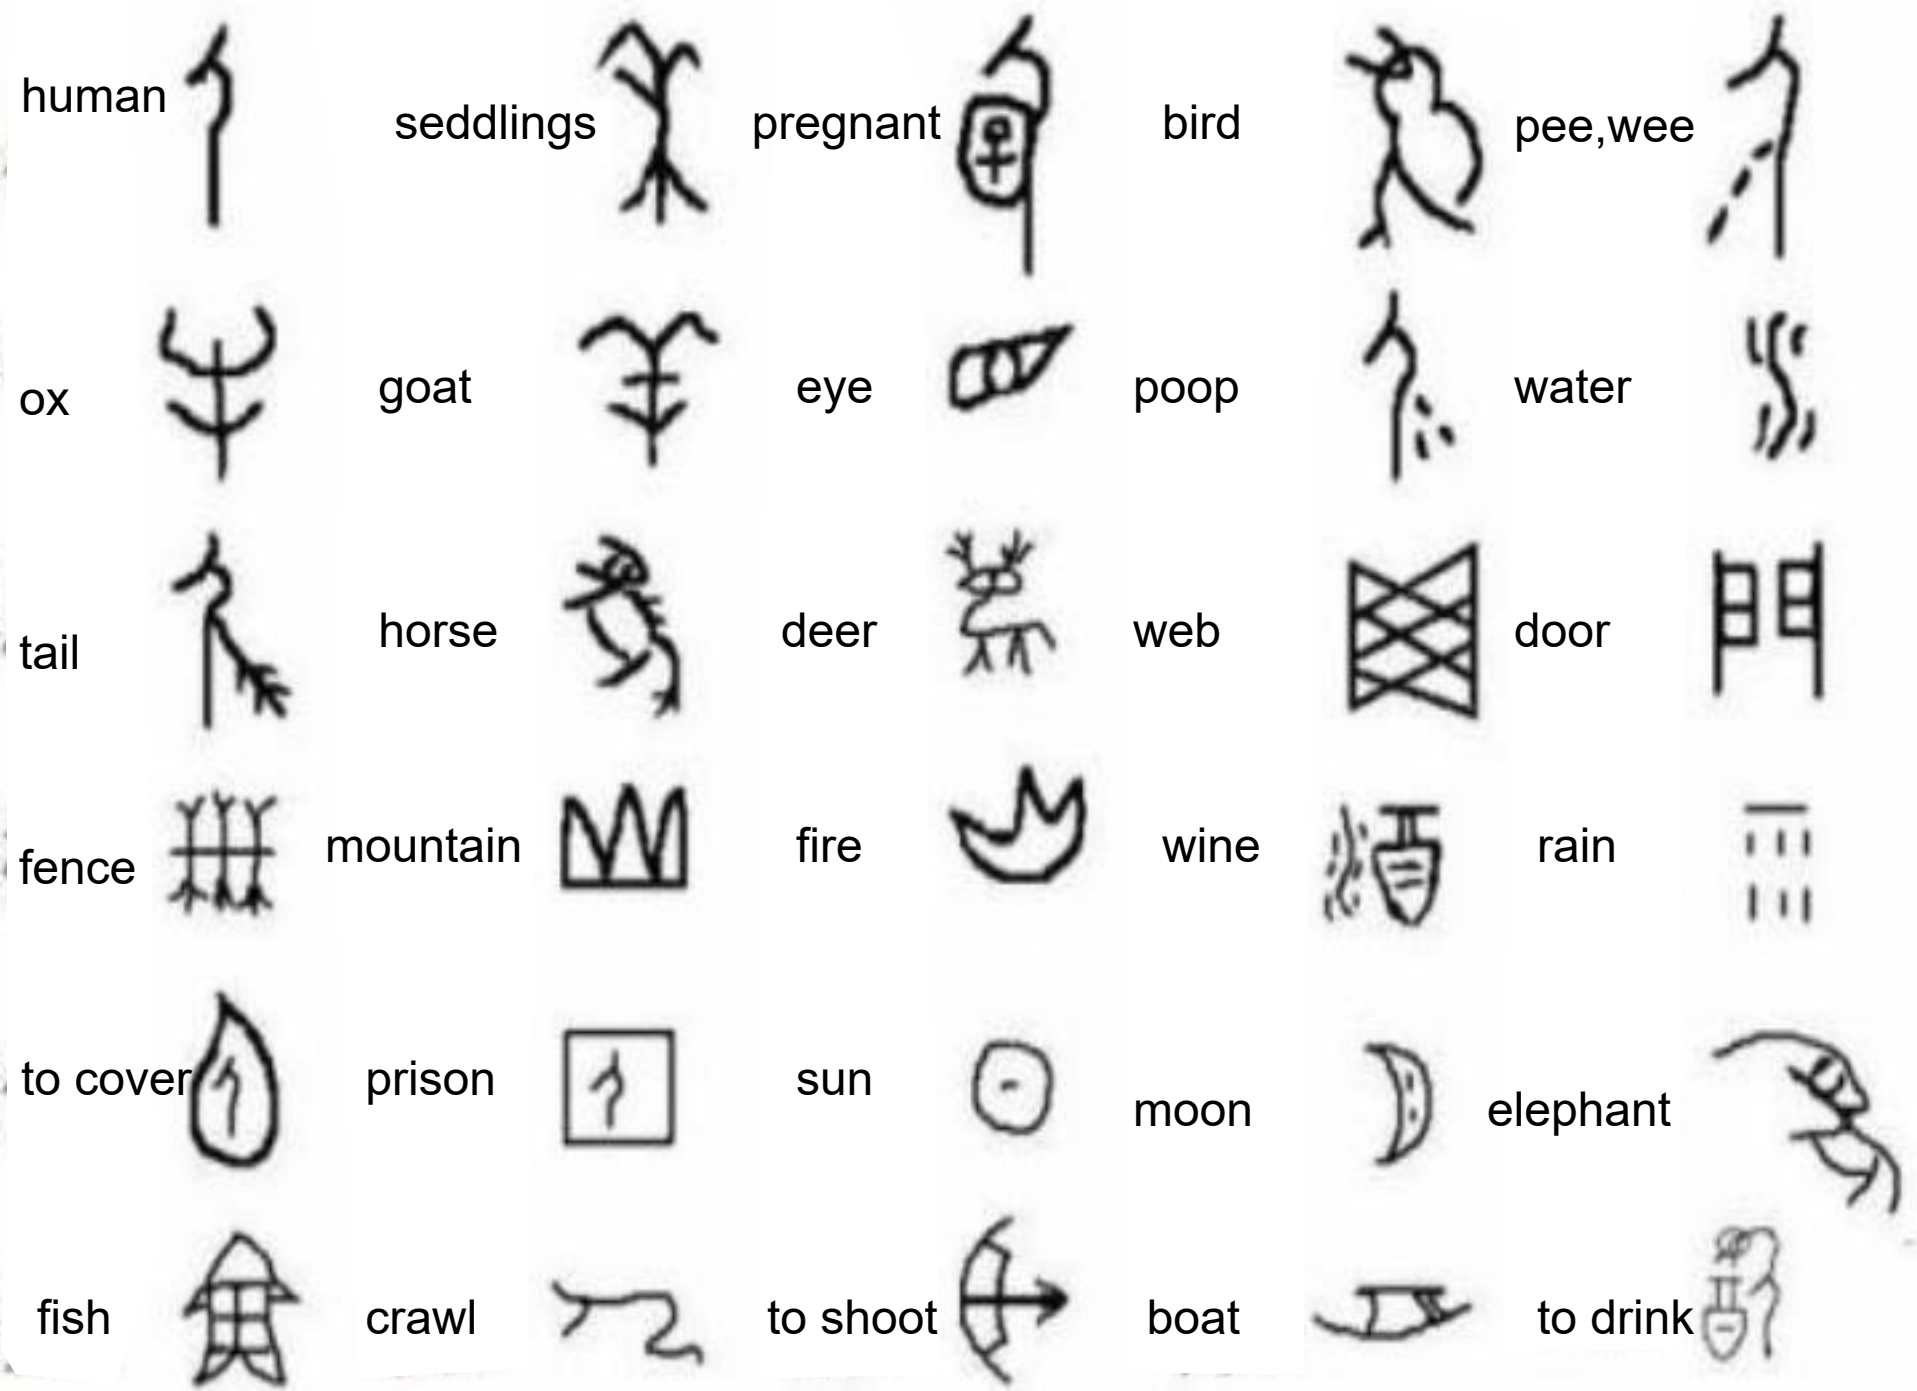 human seddlings pregnant bird pee,wee
ox goat eye poop water
tail horse deer web door
fence mountain fire wine rain
to cover prison sun moon elephant
fish crawl to shoot boat to drink